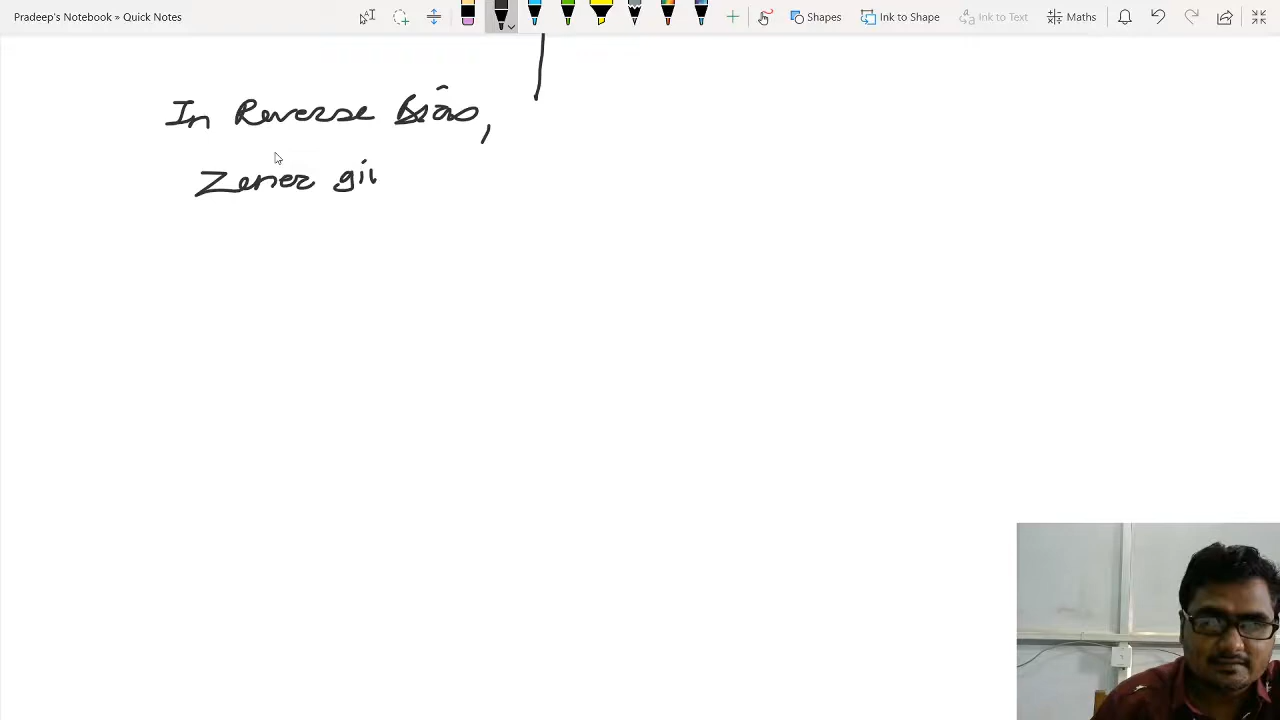 Pradeep's Notebook » Quick Notes
Shapes
Ink to Shape
Ink to Text
Maths
In Reverse Bias,
Zener gi